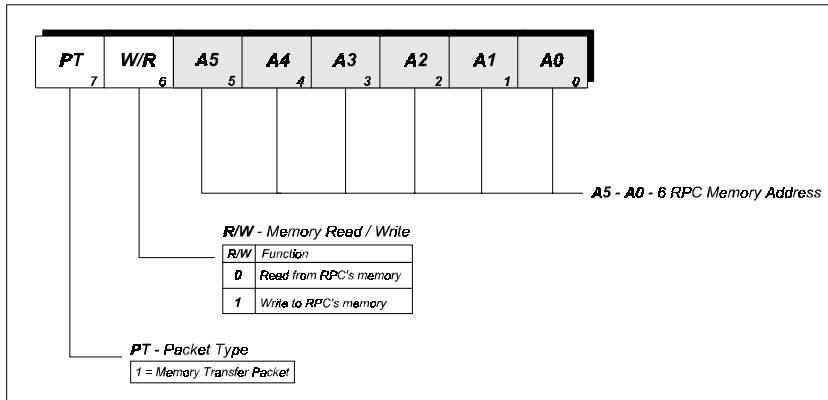 PT W/R A5 A4 A3 A2 A1 A0
7 6 5 4 3 2 1 0
A5 - A0 - 6 RPC Memory Address
R/W - Memory Read / Write
R/W Function
0 Read from RPC's memory
1 Write to RPC's memory
PT - Packet Type
1 = Memory Transfer Packet